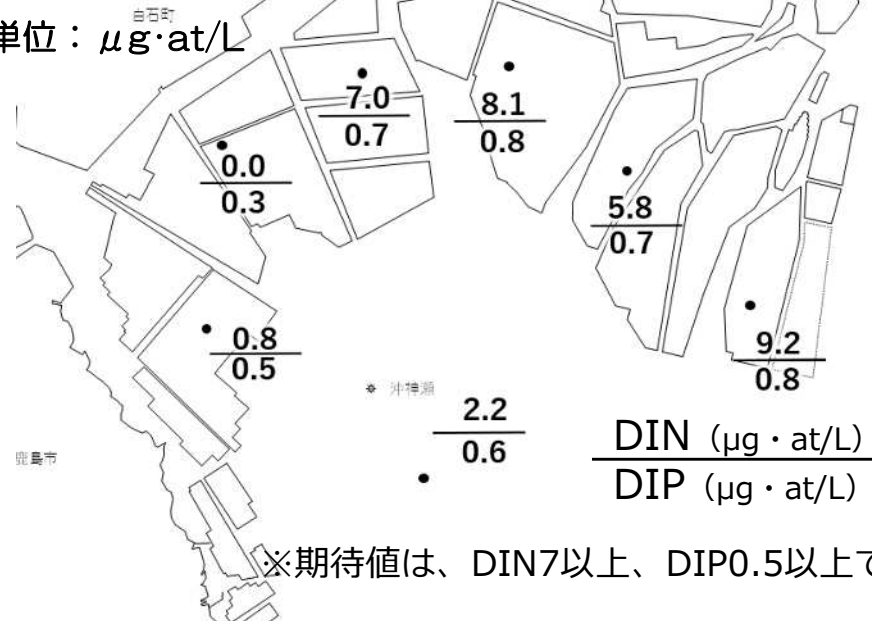 白石町
単位：μg·at/L
7.0
0.7
8.1
0.8
0.0
0.3
5.8
0.7
0.8
0.5
9.2
0.8
沖神瀬
2.2
0.6
DIN（μg・at/L）
DIP（μg・at/L）
鹿島市
※期待値は、DIN7以上、DIP0.5以上で